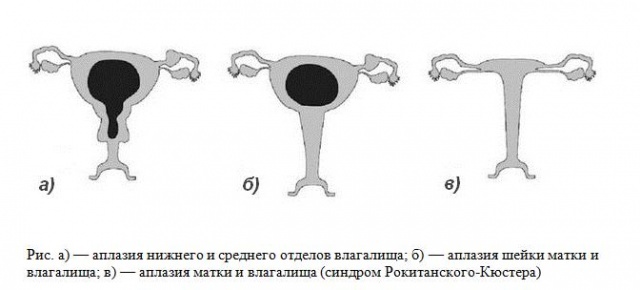 а)
б)
в)
Рис. а) — аплазия нижнего и среднего отделов влагалища; б) — аплазия шейки матки и
влагалища; в) — аплазия матки и влагалища (синдром Рокитанского-Кюстера)